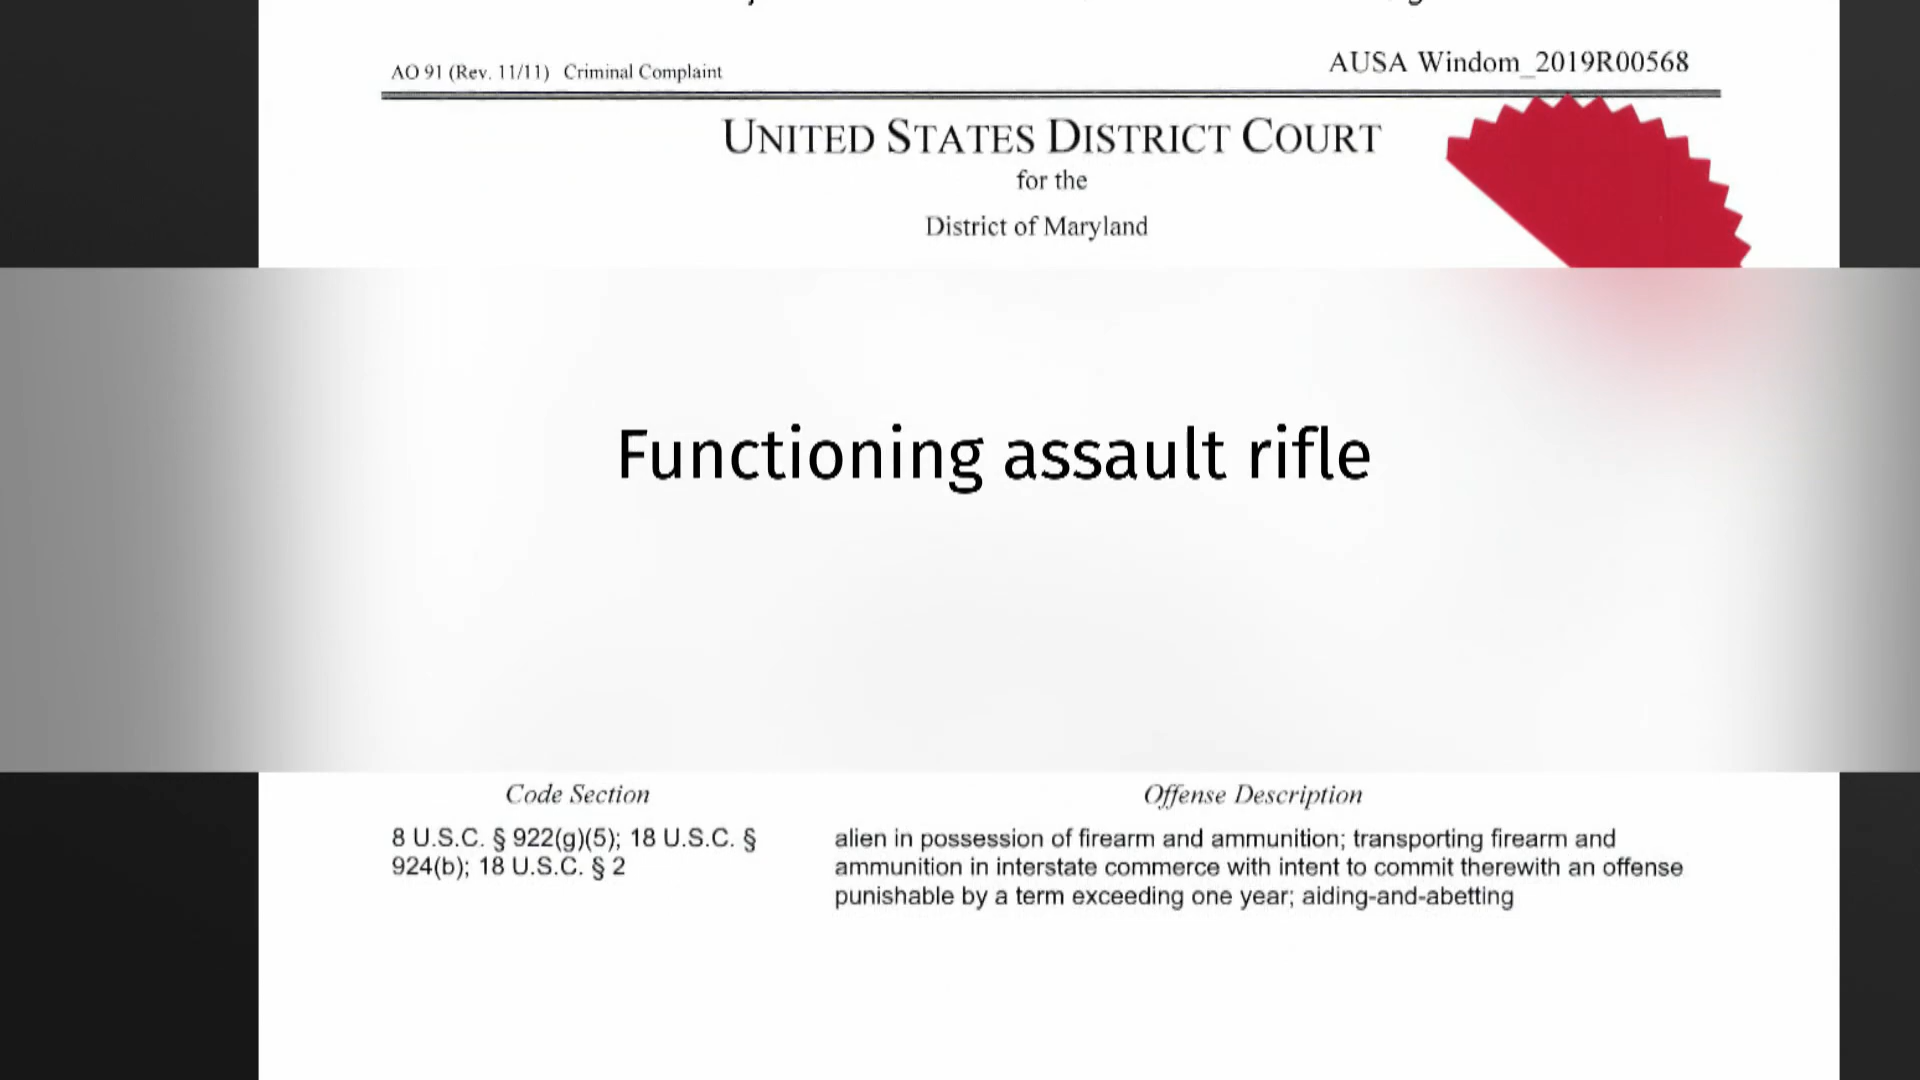 AO 91 (Rev. 11/11) Criminal Complaint
AUSA Windom_2019R00568
UNITED STATES DISTRICT COURT
for the
District of Maryland
Functioning assault rifle
Code Section
Offense Description
8 U.S.C. § 922(g)(5); 18 U.S.C. §
924(b); 18 U.S.C. § 2
alien in possession of firearm and ammunition; transporting firearm and
ammunition in interstate commerce with intent to commit therewith an offense
punishable by a term exceeding one year; aiding-and-abetting